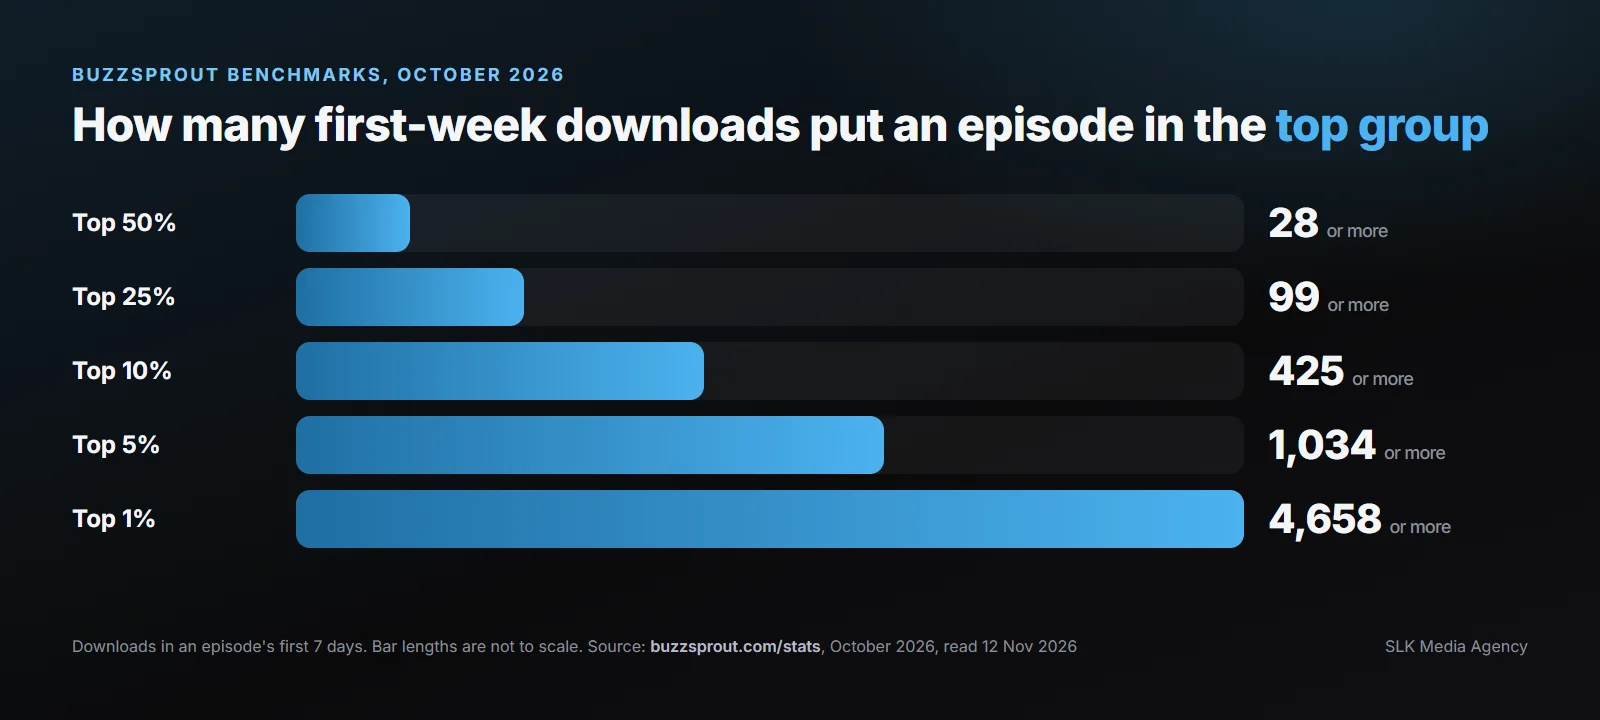 BUZZSPROUT BENCHMARKS, OCTOBER 2026
How many first-week downloads put an episode in the top group
Top 50% 28 or more
Top 25% 99 or more
Top 10% 425 or more
Top 5% 1,034 or more
Top 1% 4,658 or more
Downloads in an episode's first 7 days. Bar lengths are not to scale. Source: buzzsprout.com/stats, October 2026, read 12 Nov 2026
SLK Media Agency